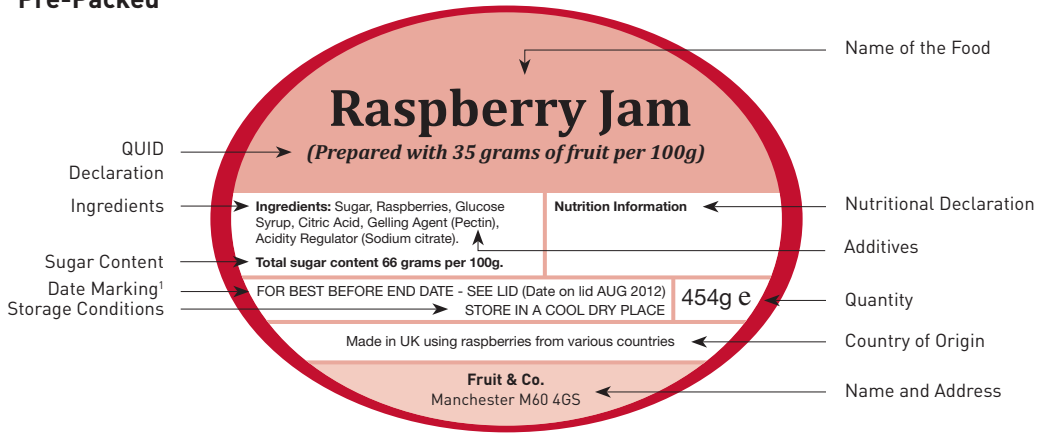 Pre-Packed
Name of the Food
Raspberry Jam
(Prepared with 35 grams of fruit per 100g)
QUID
Declaration
Ingredients
Ingredients: Sugar, Raspberries, Glucose
Syrup, Citric Acid, Gelling Agent (Pectin),
Acidity Regulator (Sodium citrate).
Total sugar content 66 grams per 100g.
Nutrition Information
Nutritional Declaration
Additives
Sugar Content
Date Marking¹
Storage Conditions
FOR BEST BEFORE END DATE - SEE LID (Date on lid AUG 2012)
STORE IN A COOL DRY PLACE
454g e
Quantity
Made in UK using raspberries from various countries
Country of Origin
Fruit & Co.
Manchester M60 4GS
Name and Address